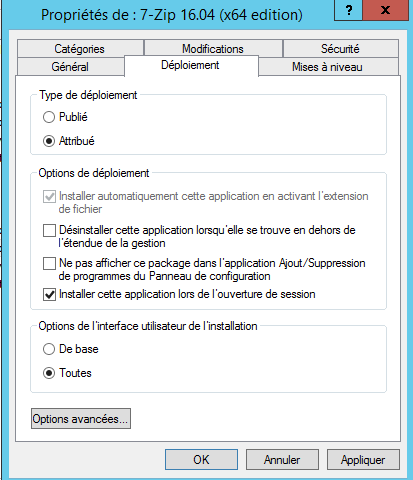 Propriétés de : 7-Zip 16.04 (x64 edition)
?
Catégories Modifications Sécurité
Général Déploiement Mises à niveau
Type de déploiement
Publié
Attribué
Options de déploiement
Installer automatiquement cette application en activant l'extension
de fichier
Désinstaller cette application lorsqu'elle se trouve en dehors de
l'étendue de la gestion
Ne pas afficher ce package dans l'application Ajout/Suppression
de programmes du Panneau de configuration
Installer cette application lors de l'ouverture de session
Options de l'interface utilisateur de l'installation
De base
Toutes
Options avancées...
OK Annuler Appliquer